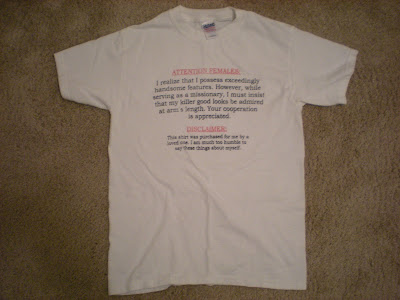 ATTENTION FEMALES:
I realize that I possess exceedingly
handsome features. However, while
serving as a missionary, I must insist
that my killer good looks be admired
at arm's length. Your cooperation
is appreciated.
DISCLAIMER:
This shirt was purchased for me by a
loved one. I am much too humble to
say these things about myself.